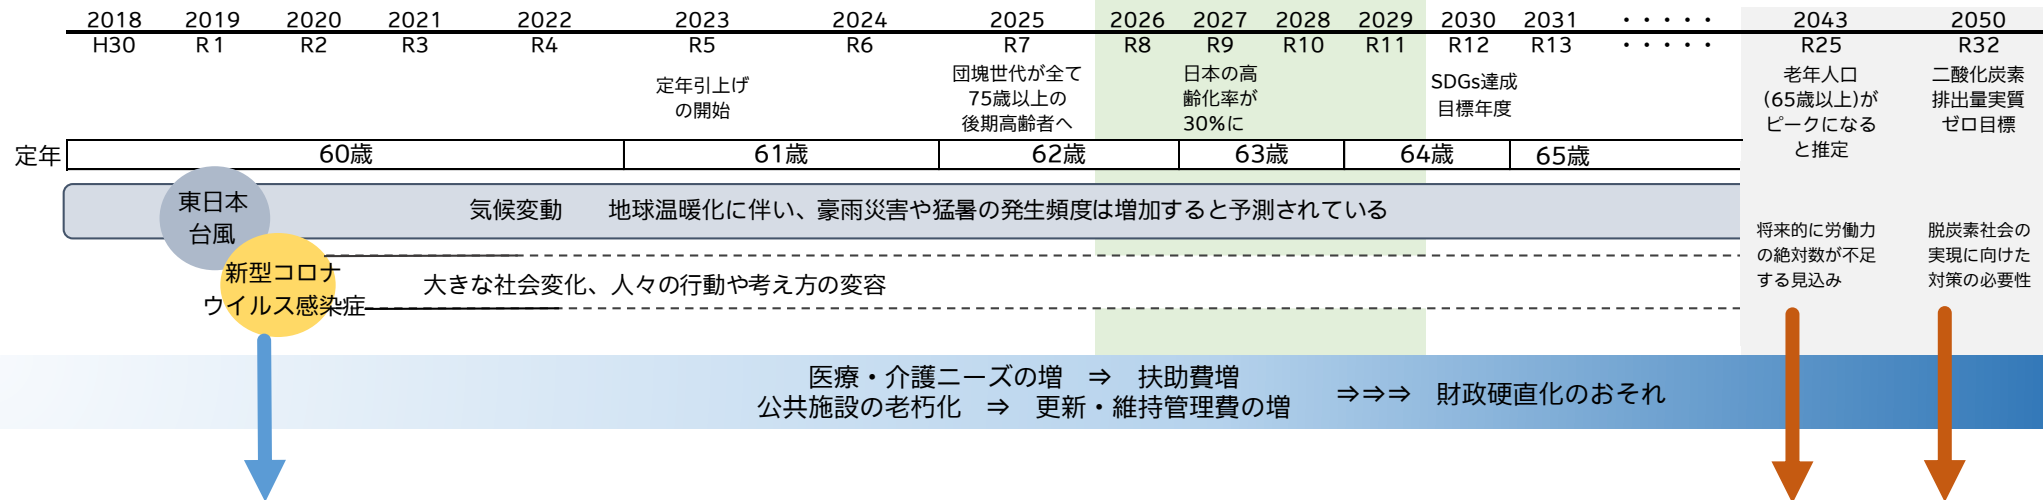 2018 2019 2020 2021 2022 2023 2024 2025 2026 2027 2028 2029 2030 2031 ・・・・・ 2043 2050
H30 R1 R2 R3 R4 R5 R6 R7 R8 R9 R10 R11 R12 R13 ・・・・・ R25 R32
定年引上げ
の開始
団塊世代が全て
75歳以上の
後期高齢者へ
日本の高
齢化率が
30%に
SDGs達成
目標年度
老年人口
(65歳以上)が
ピークになる
と推定
二酸化炭素
排出量実質
ゼロ目標
定年 60歳 61歳 62歳 63歳 64歳 65歳
東日本
台風
気候変動 地球温暖化に伴い、豪雨災害や猛暑の発生頻度は増加すると予測されている
新型コロナ
ウイルス感染症
大きな社会変化、人々の行動や考え方の変容
将来的に労働力
の絶対数が不足
する見込み
脱炭素社会の
実現に向けた
対策の必要性
医療・介護ニーズの増 ⇒ 扶助費増
公共施設の老朽化 ⇒ 更新・維持管理費の増
⇒⇒⇒ 財政硬直化のおそれ